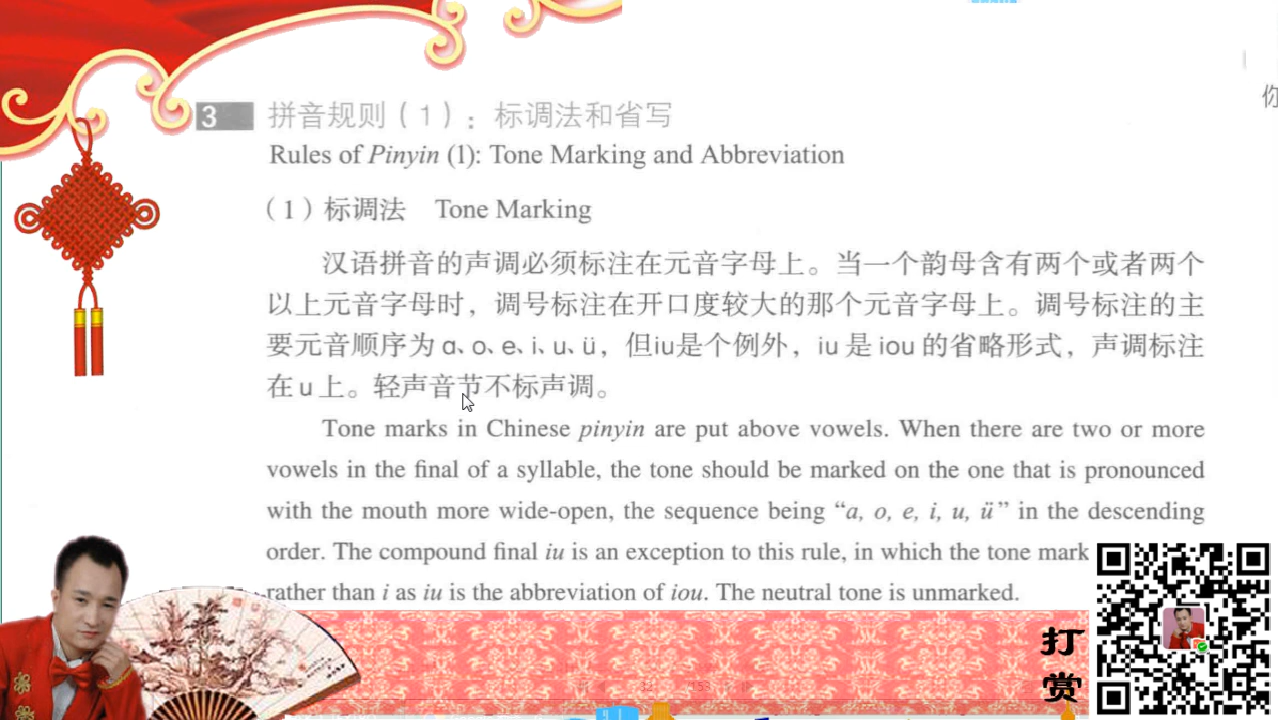 3 拼音规则（1）：标调法和省写
Rules of Pinyin (1): Tone Marking and Abbreviation
（1）标调法 Tone Marking
汉语拼音的声调必须标注在元音字母上。当一个韵母含有两个或者两个
以上元音字母时，调号标注在开口度较大的那个元音字母上。调号标注的主
要元音顺序为 a、o、e、i、u、ü，但iu是个例外，iu 是 iou 的省略形式，声调标注
在 u 上。轻声音节不标声调。
Tone marks in Chinese pinyin are put above vowels. When there are two or more
vowels in the final of a syllable, the tone should be marked on the one that is pronounced
with the mouth more wide-open, the sequence being “a, o, e, i, u, ü” in the descending
order. The compound final iu is an exception to this rule, in which the tone mark
rather than i as iu is the abbreviation of iou. The neutral tone is unmarked.
你
打
赏